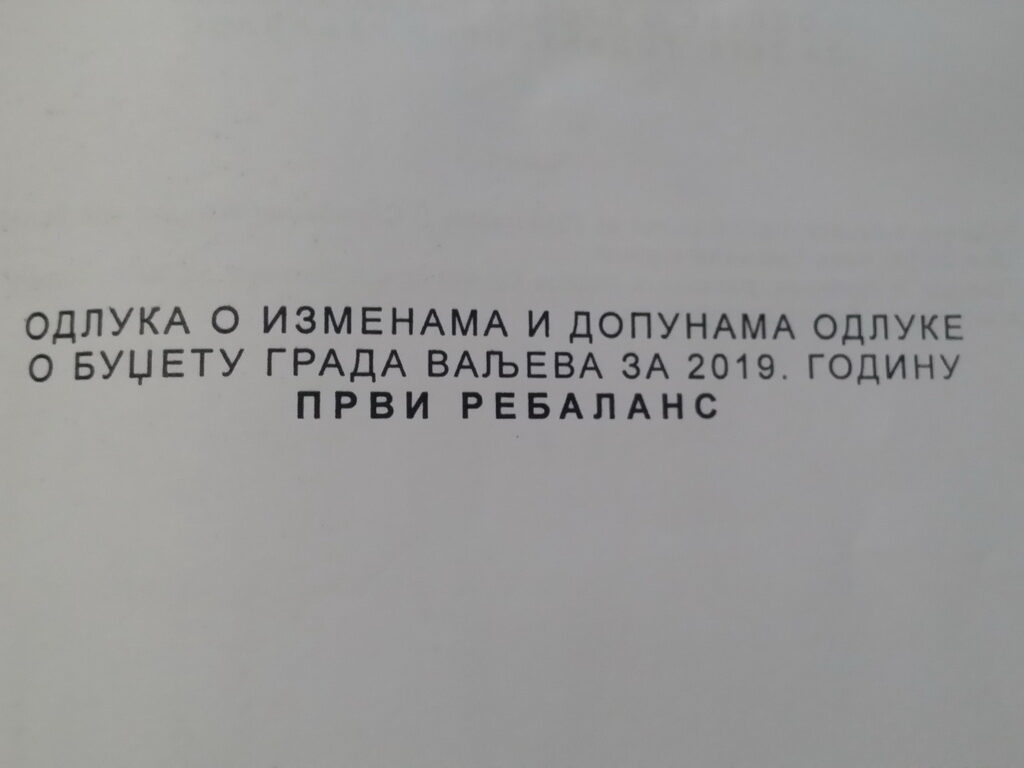 ОДЛУКА О ИЗМЕНАМА И ДОПУНАМА ОДЛУКЕ
О БУЏЕТУ ГРАДА ВАЉЕВА ЗА 2019. ГОДИНУ
ПРВИ РЕБАЛАНС